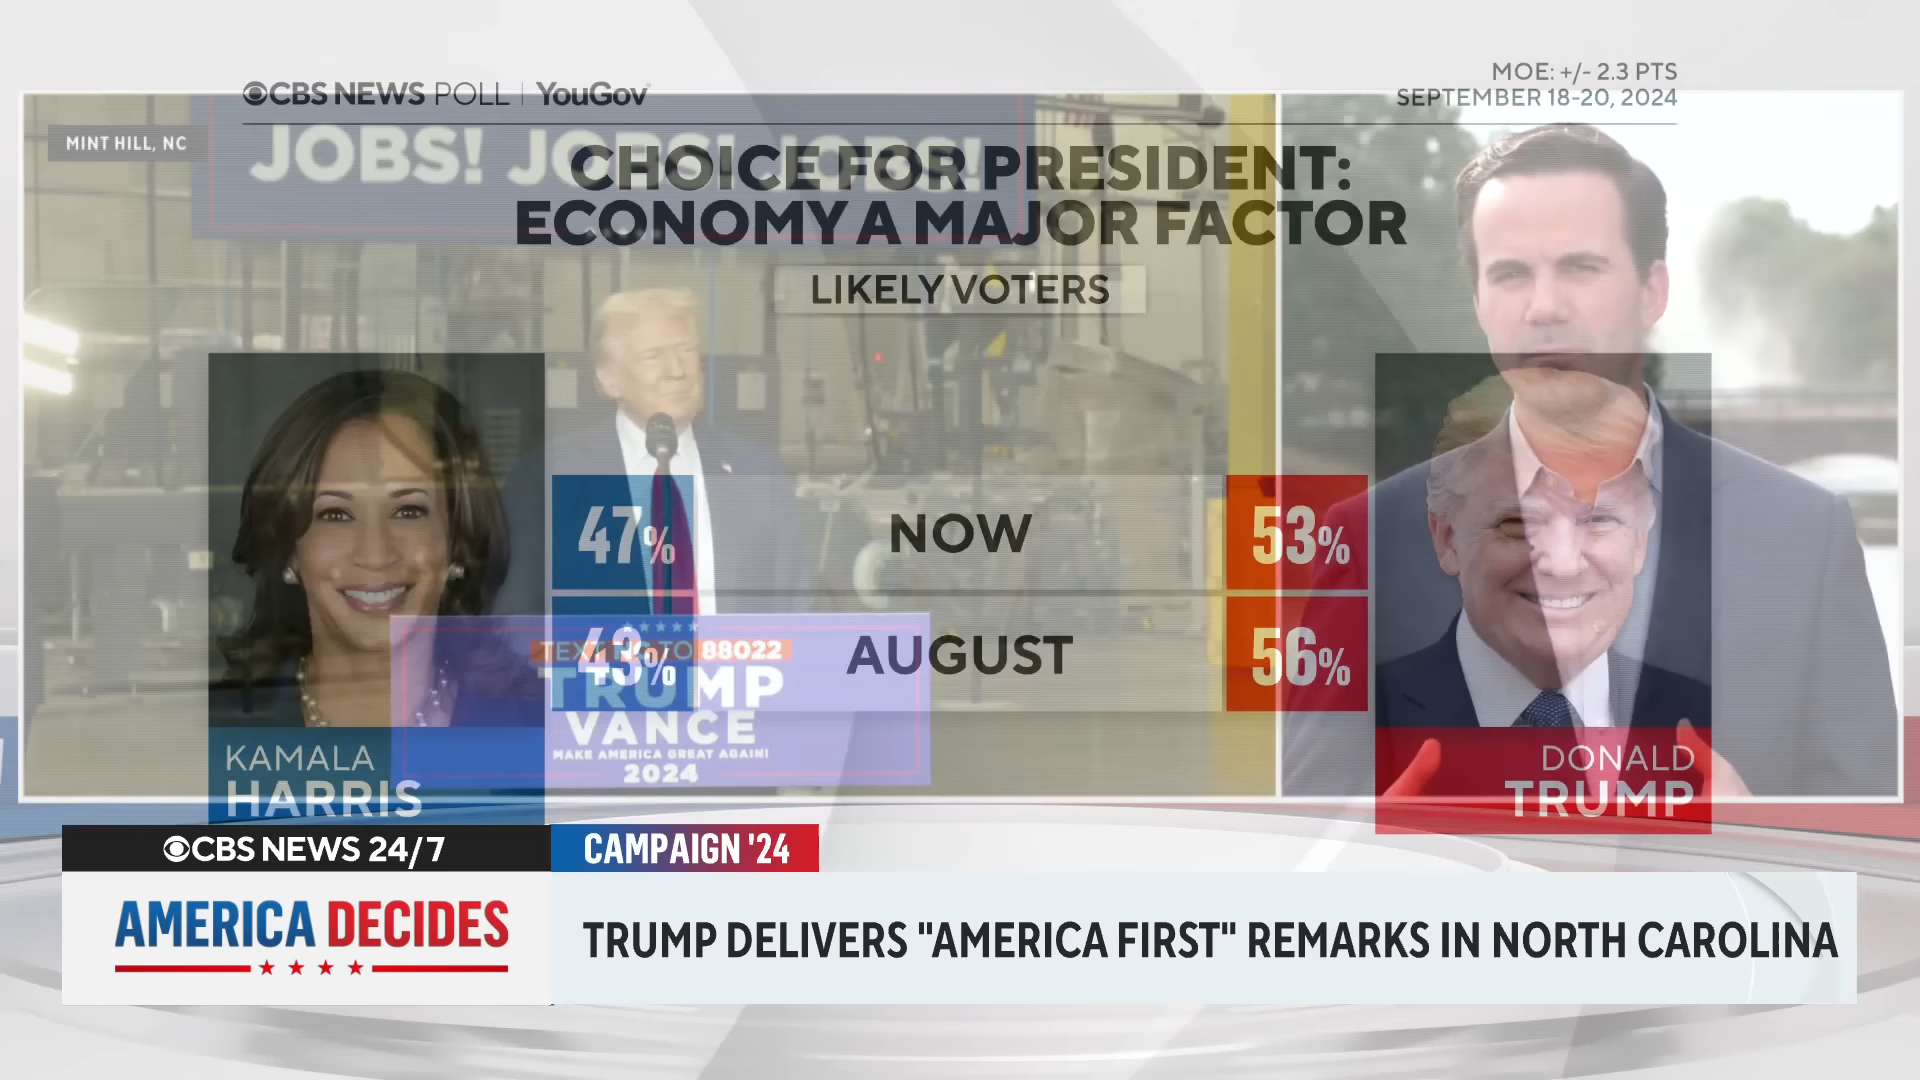 CBS NEWS POLL | YouGov
MOE: +/- 2.3 PTS
SEPTEMBER 18-20, 2024
MINT HILL, NC
JOBS! JOBS! JOBS!
CHOICE FOR PRESIDENT:
ECONOMY A MAJOR FACTOR
LIKELY VOTERS
47% NOW 53%
43% AUGUST 56%
TO 88022
TRUMP
VANCE
MAKE AMERICA GREAT AGAIN!
2024
KAMALA
HARRIS
DONALD
TRUMP
CBS NEWS 24/7
CAMPAIGN '24
AMERICA DECIDES
TRUMP DELIVERS "AMERICA FIRST" REMARKS IN NORTH CAROLINA